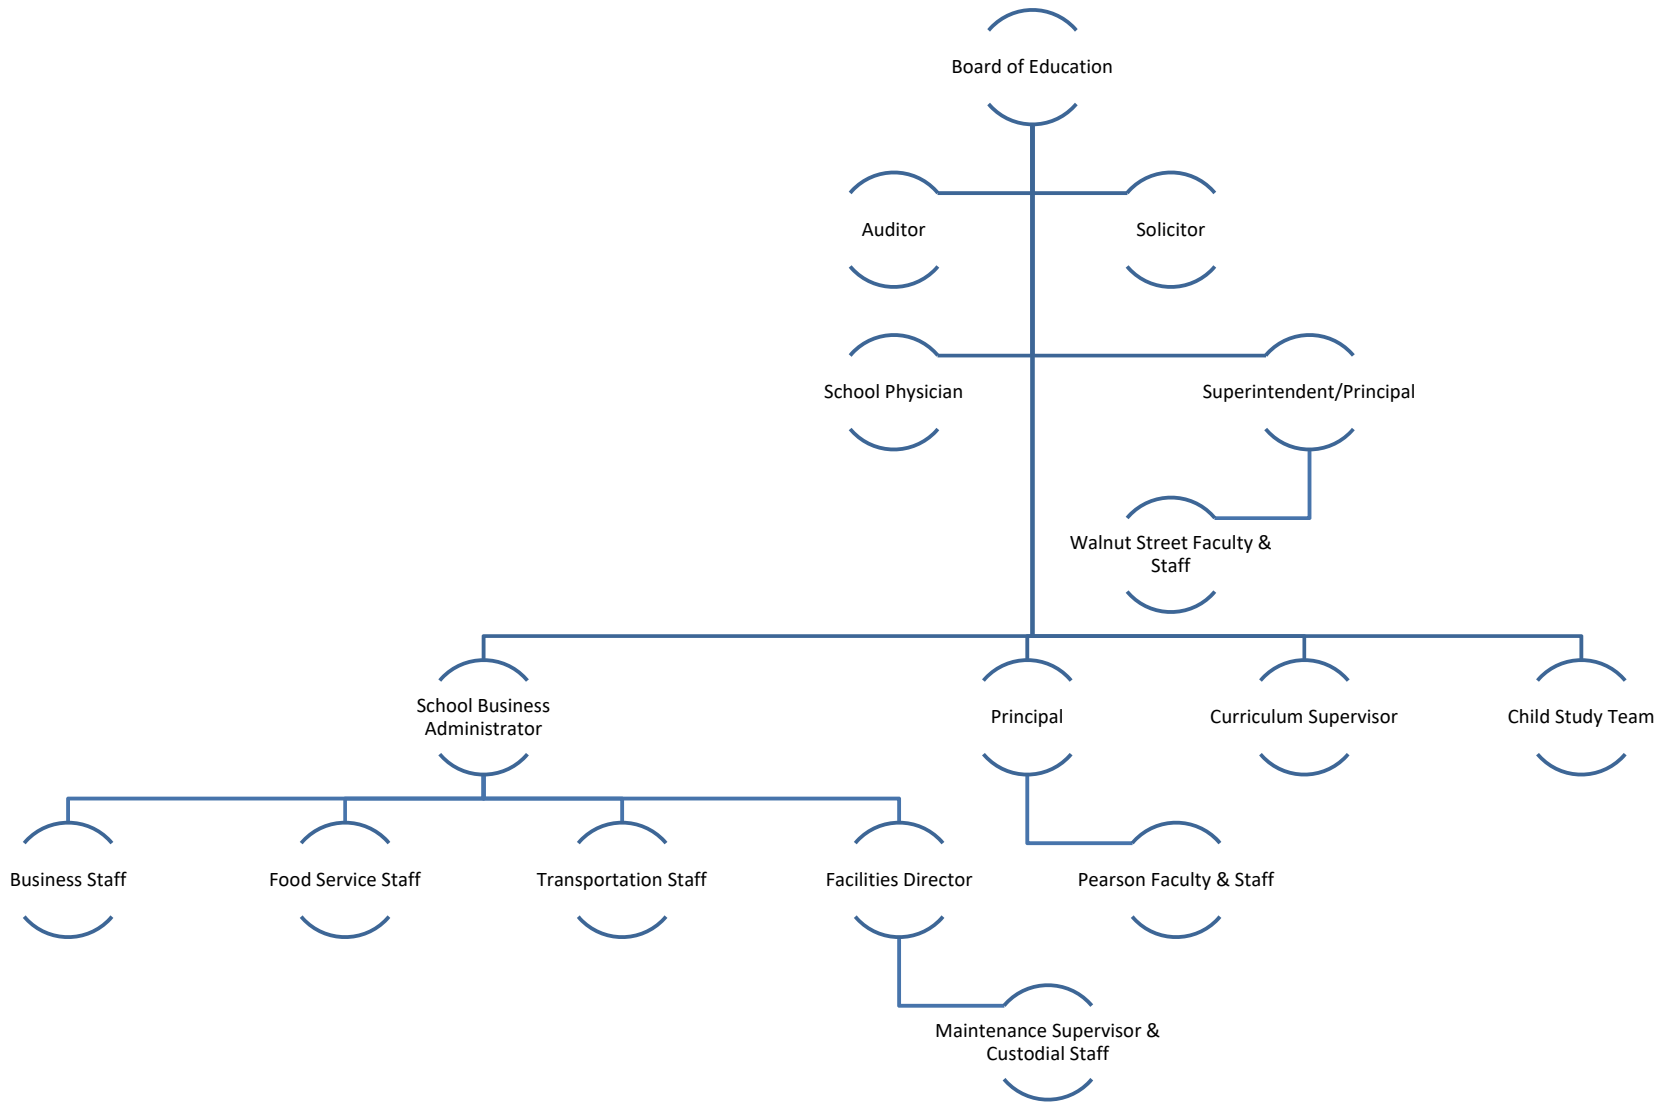 Board of Education
Auditor
Solicitor
School Physician
Superintendent/Principal
Walnut Street Faculty &
Staff
School Business
Administrator
Principal
Curriculum Supervisor
Child Study Team
Business Staff
Food Service Staff
Transportation Staff
Facilities Director
Pearson Faculty & Staff
Maintenance Supervisor &
Custodial Staff